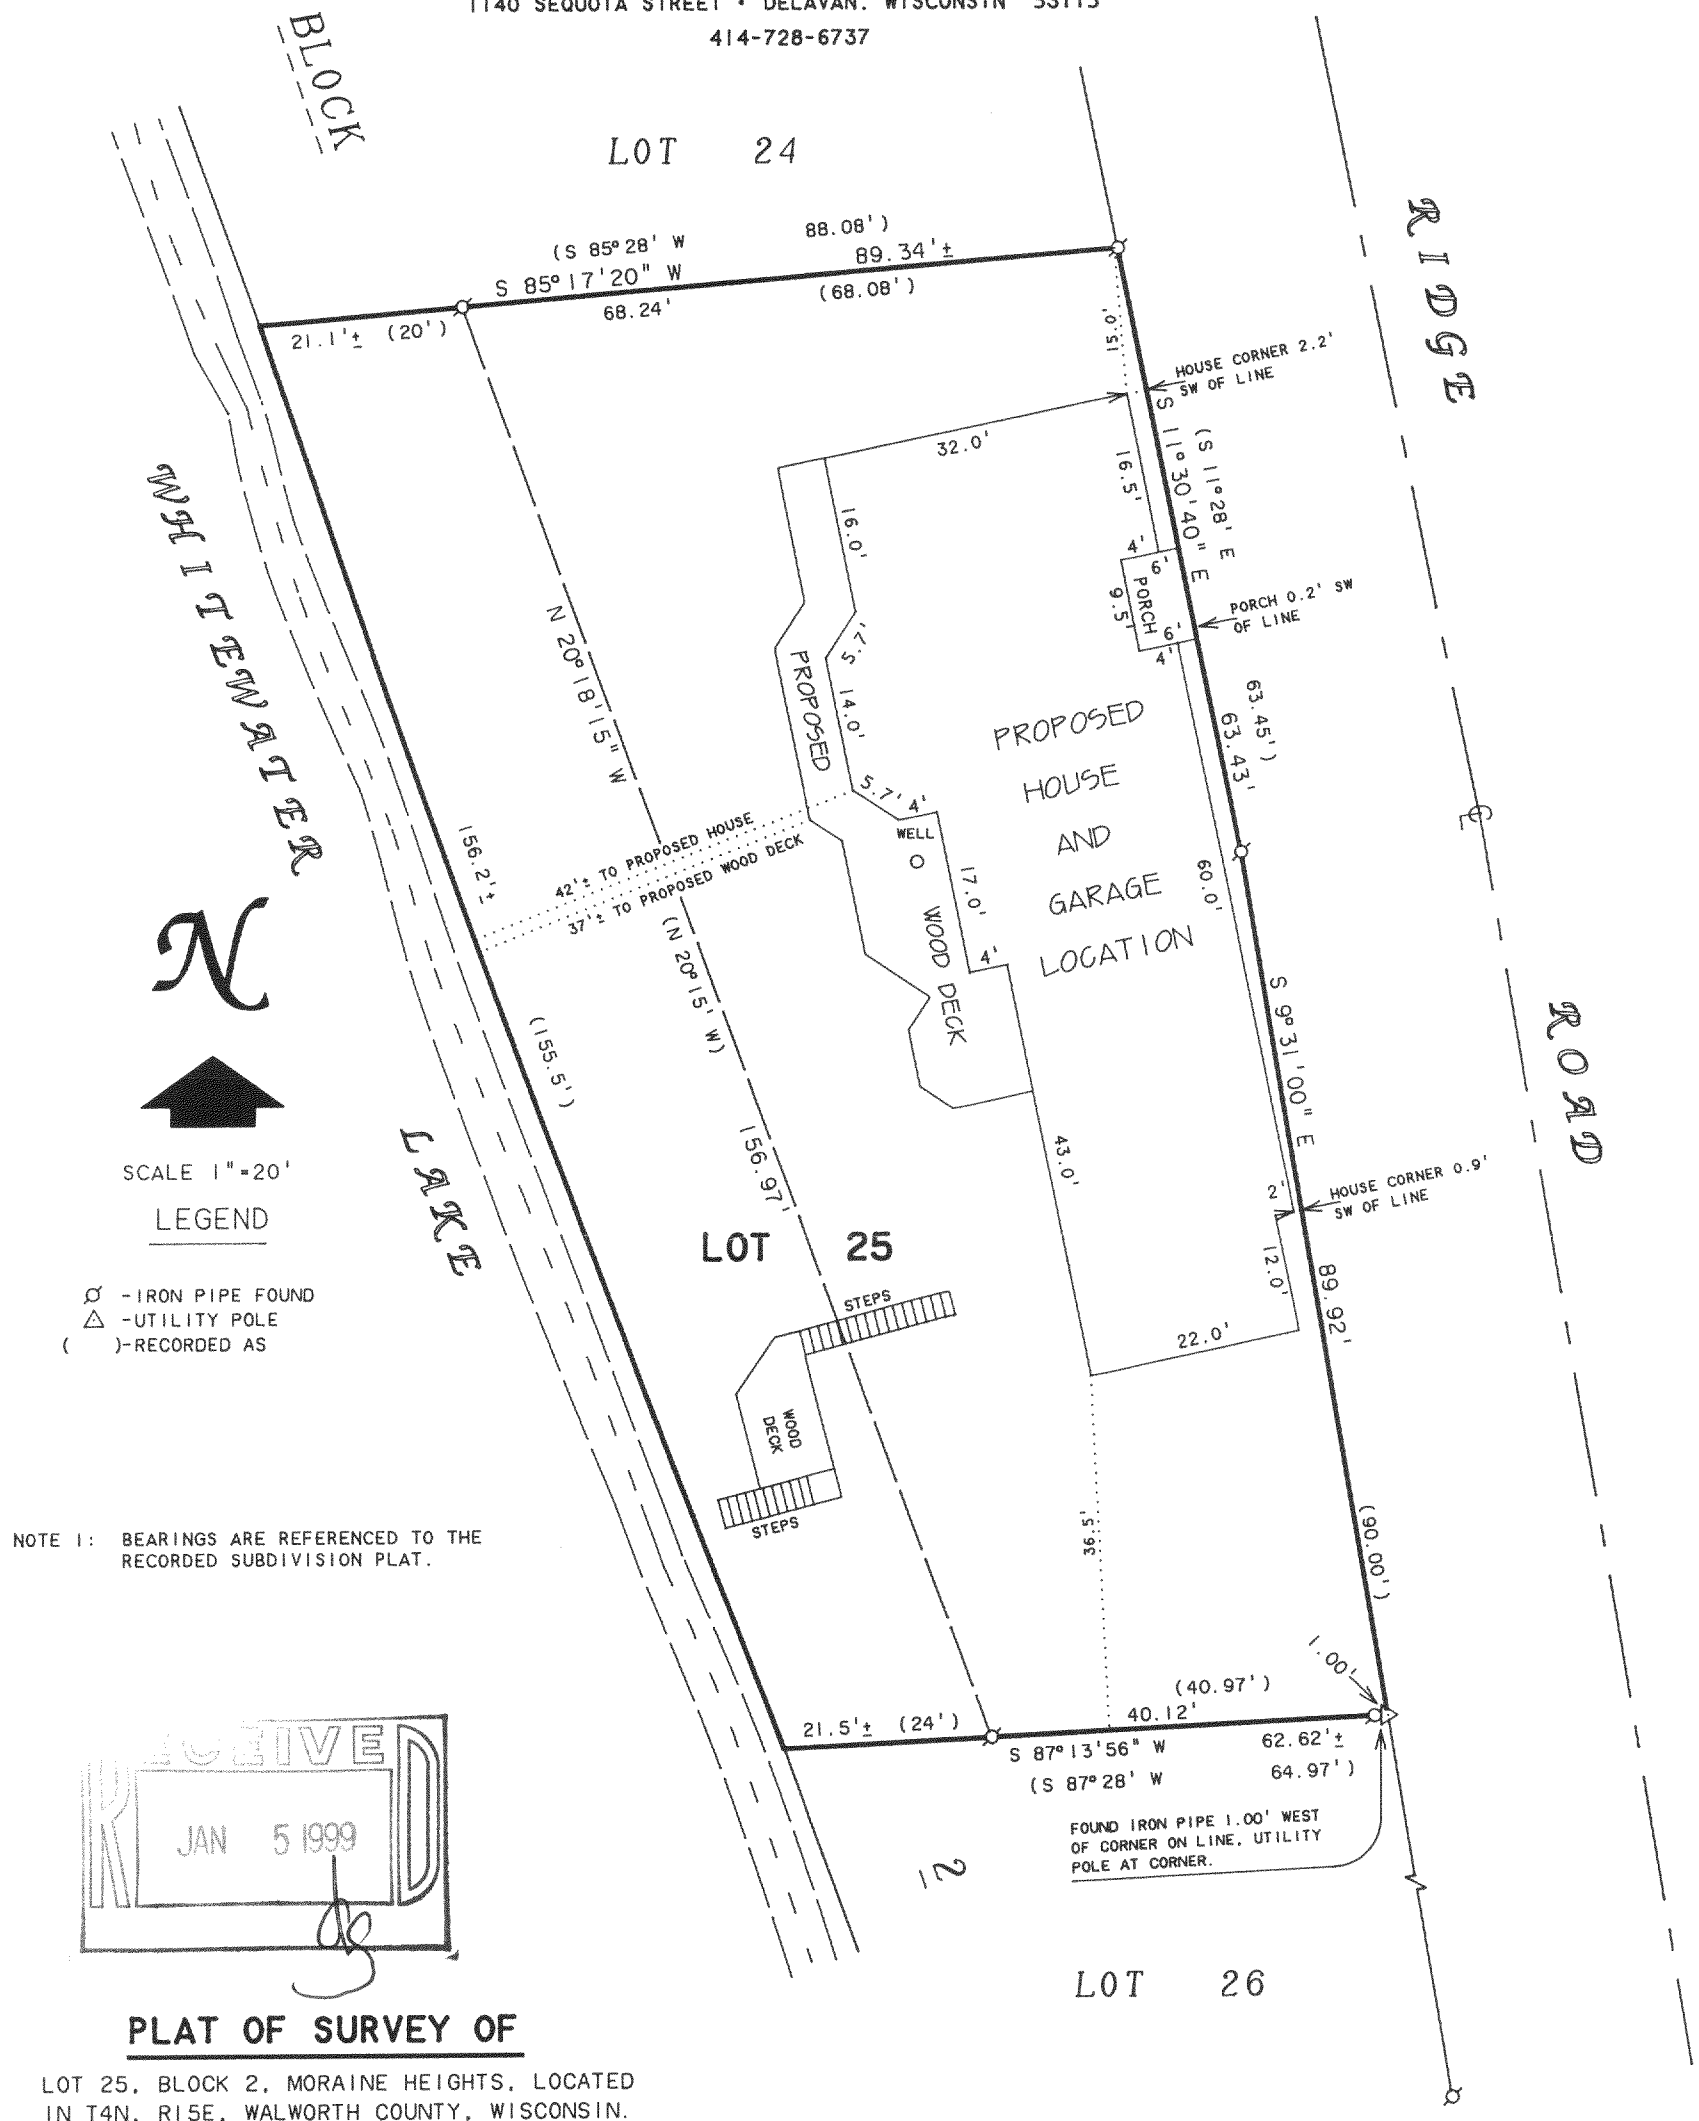 1140 SEQUOIA STREET • DELAVAN, WISCONSIN 53115
414-728-6737
BLOCK
LOT 24
(S 85°28' W 88.08')
S 85°17'20" W 89.34'±
68.24' (68.08')
21.1'± (20')
RIDGE
15.0'
HOUSE CORNER 2.2'
SW OF LINE
32.0'
16.5'
(S 11°28' E 63.45')
S 11°30'40" E 63.43'
WHITEWATER
16.0'
4'
6'
PORCH
9.5'
6'
4'
PORCH 0.2' SW
OF LINE
N 20°18'15" W
5.7'
PROPOSED
14.0'
PROPOSED
HOUSE
AND
GARAGE
LOCATION
5.7' 4'
WELL
℄
156.2'±
42'± TO PROPOSED HOUSE
37'± TO PROPOSED WOOD DECK
17.0'
60.0'
WOOD DECK
4'
(N 20°15' W)
N
S 9°31'00" E
ROAD
(155.5')
156.97'
LAKE
43.0'
SCALE 1"=20'
LEGEND
2'
HOUSE CORNER 0.9'
SW OF LINE
LOT 25
12.0'
89.92'
-IRON PIPE FOUND
-UTILITY POLE
( )-RECORDED AS
STEPS
22.0'
WOOD
DECK
STEPS
36.5'
(90.00')
NOTE 1: BEARINGS ARE REFERENCED TO THE
RECORDED SUBDIVISION PLAT.
1.00'
(40.97')
21.5'± (24') 40.12'
S 87°13'56" W 62.62'±
(S 87°28' W 64.97')
RECEIVED
JAN 5 1999
FOUND IRON PIPE 1.00' WEST
OF CORNER ON LINE, UTILITY
POLE AT CORNER.
2
LOT 26
PLAT OF SURVEY OF
LOT 25, BLOCK 2, MORAINE HEIGHTS, LOCATED
IN T4N, R15E, WALWORTH COUNTY, WISCONSIN.